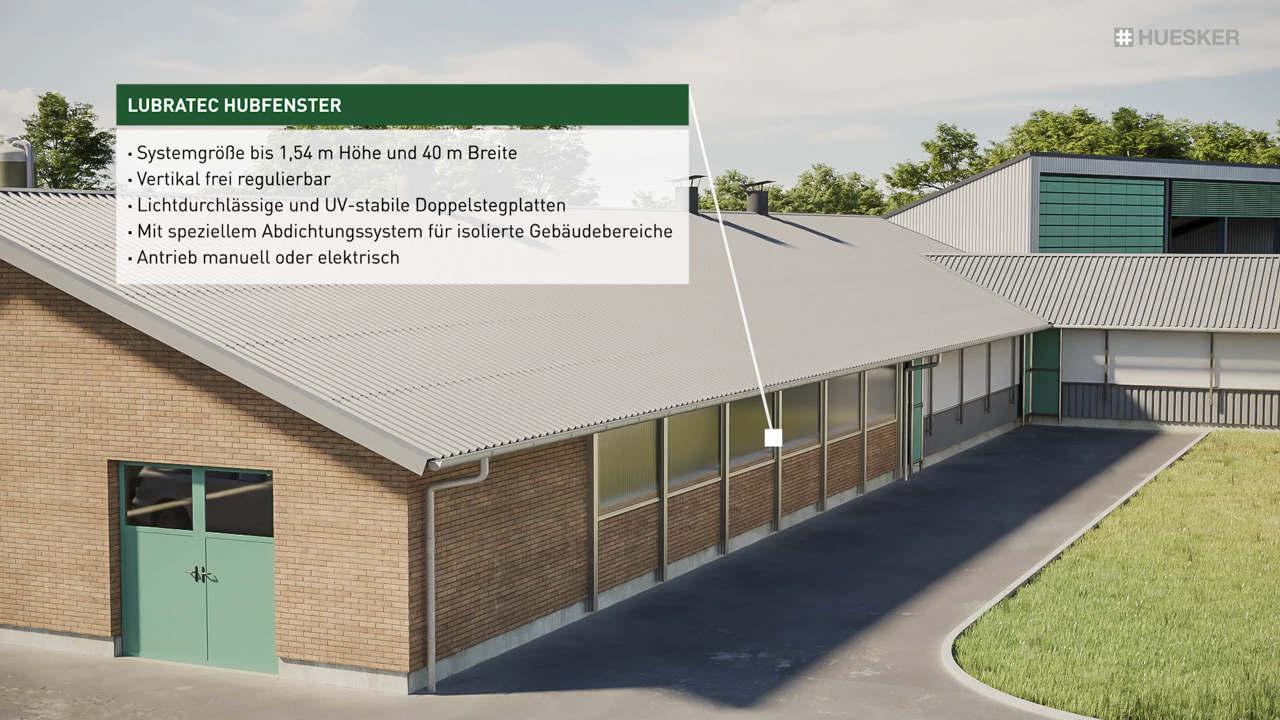 HUESKER
LUBRATEC HUBFENSTER
· Systemgröße bis 1,54 m Höhe und 40 m Breite
· Vertikal frei regulierbar
· Lichtdurchlässige und UV-stabile Doppelstegplatten
· Mit speziellem Abdichtungssystem für isolierte Gebäudebereiche
· Antrieb manuell oder elektrisch